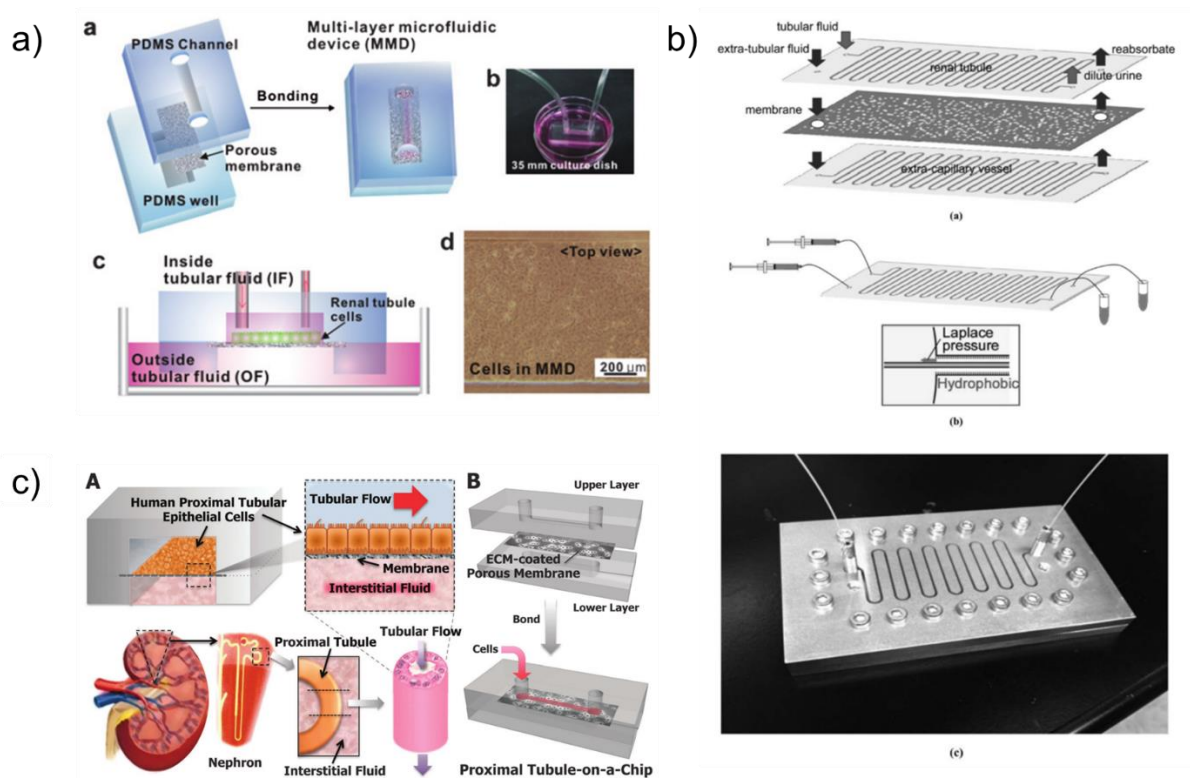 a)
a
PDMS Channel
Multi-layer microfluidic
device (MMD)
Bonding
Porous
membrane
PDMS well
b
35 mm culture dish
c
Inside
tubular fluid (IF)
Renal tubule
cells
Outside
tubular fluid (OF)
d
<Top view>
Cells in MMD
200 μm
b)
tubular fluid
extra-tubular fluid
reabsorbate
renal tubule
dilute urine
membrane
extra-capillary vessel
(a)
Laplace
pressure
Hydrophobic
(b)
(c)
c)
A
Human Proximal Tubular
Epithelial Cells
Tubular Flow
Membrane
Interstitial Fluid
Proximal Tubule
Tubular Flow
Nephron
Interstitial Fluid
B
Upper Layer
ECM-coated
Porous Membrane
Lower Layer
Bond
Cells
Proximal Tubule-on-a-Chip